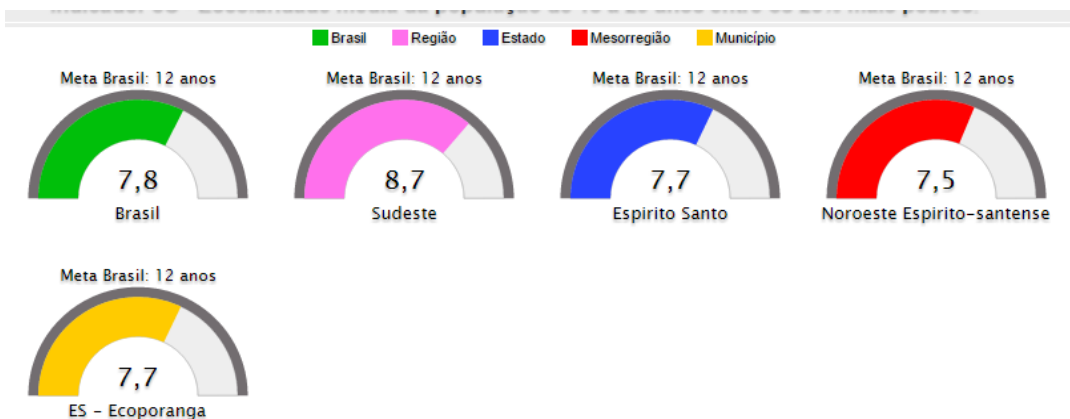 Brasil Região Estado Mesorregião Município
Meta Brasil: 12 anos Meta Brasil: 12 anos Meta Brasil: 12 anos Meta Brasil: 12 anos
7,8 8,7 7,7 7,5
Brasil Sudeste Espirito Santo Noroeste Espirito-santense
Meta Brasil: 12 anos
7,7
ES - Ecoporanga